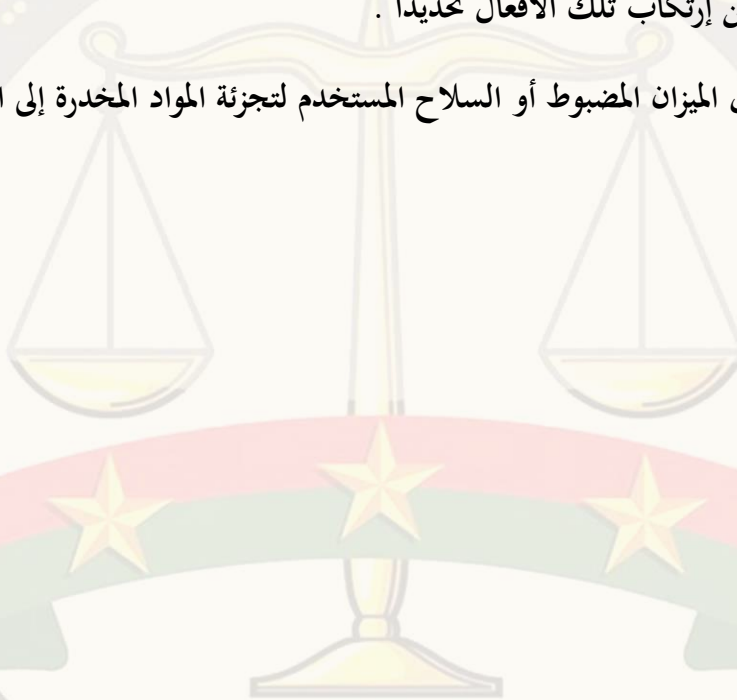 إرتكاب تلك الأفعال تحديداً .
الميزان المضبوط أو السلاح المستخدم لتجزئة المواد المخدرة إلى